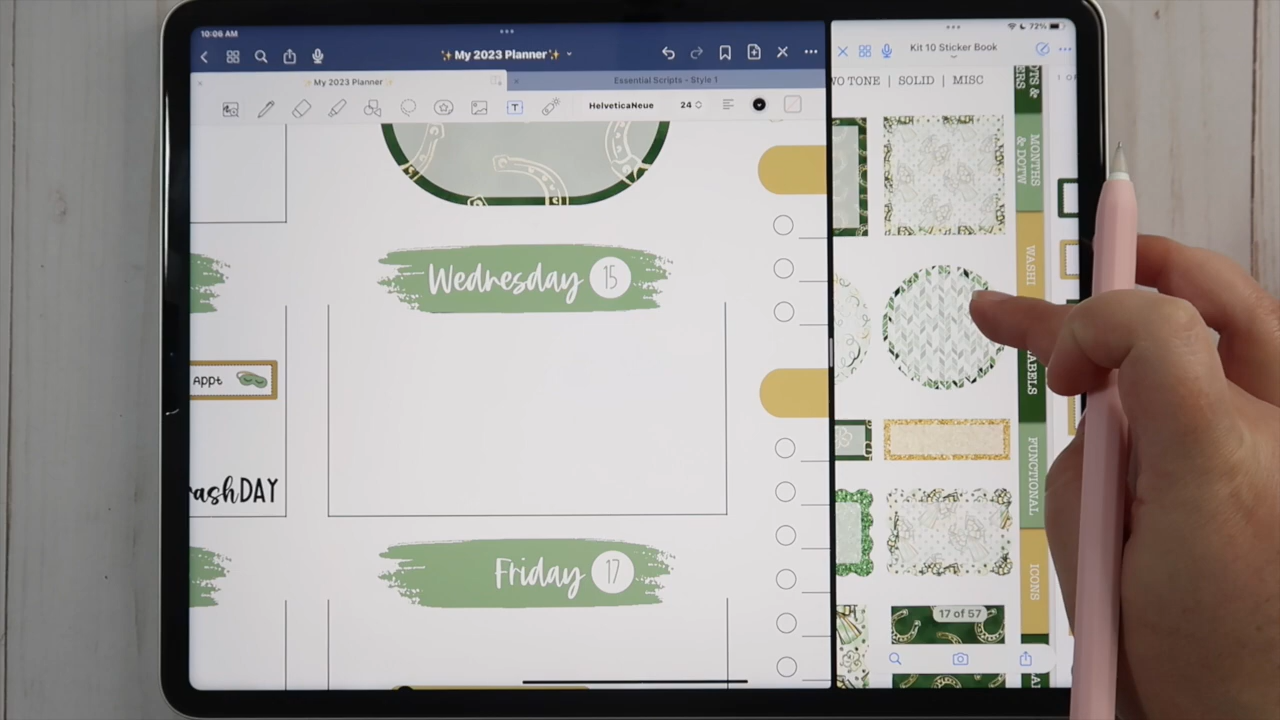 10:06 AM
72%
✨My 2023 Planner✨
Kit 10 Sticker Book
My 2023 Planner
Essential Scripts - Style 1
WO TONE | SOLID | MISC
HelveticaNeue
24
MONTHS & DOTW
WASHI
LABELS
FUNCTIONAL
ICONS
Wednesday 15
Appt
ashDAY
Friday 17
17 of 57